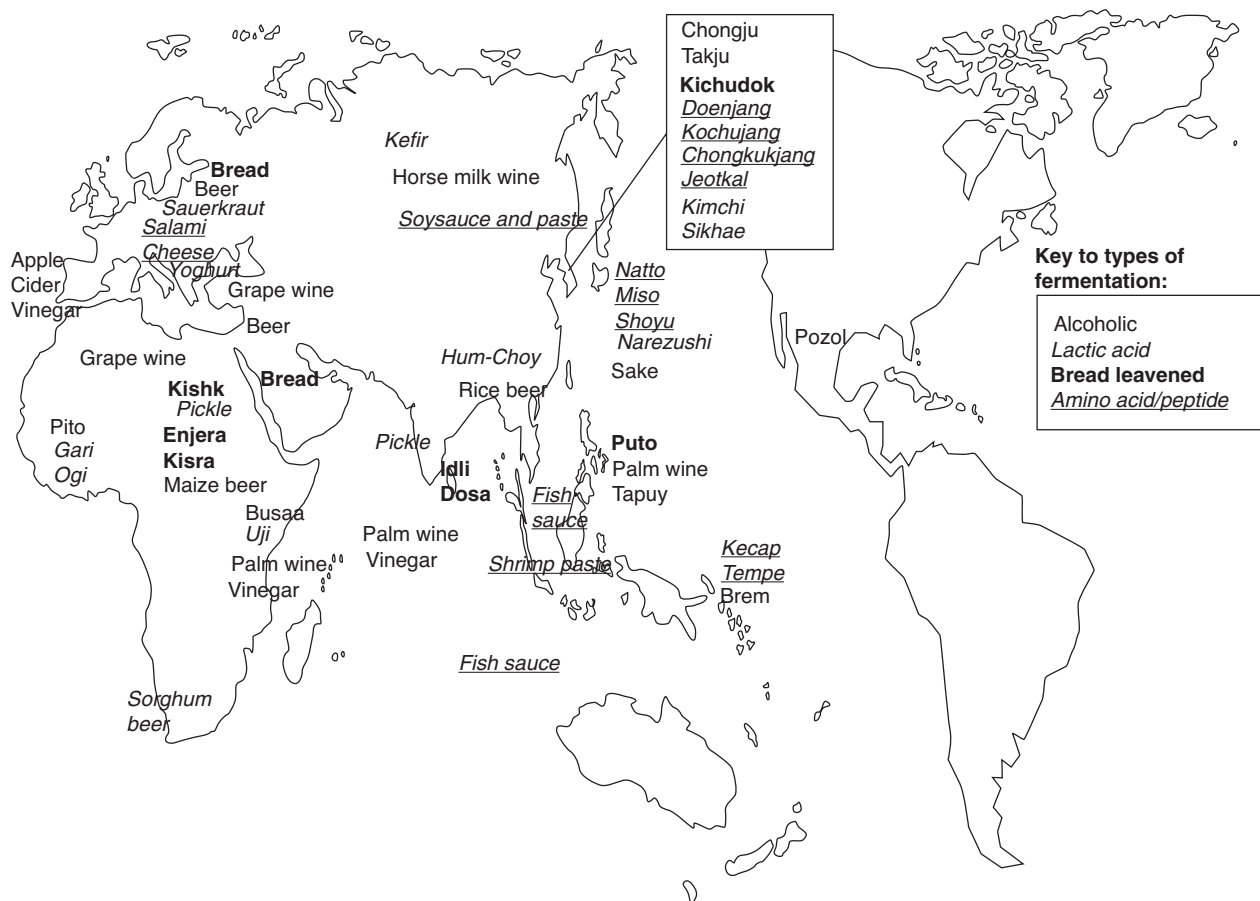 Chongju
Takju
Kichudok
Doenjang
Kochujang
Chongkukjang
Jeotkal
Kimchi
Sikhae
Kefir
Horse milk wine
Soysauce and paste
Bread
Beer
Sauerkraut
Salami
Cheese
Yoghurt
Apple
Cider
Vinegar
Grape wine
Beer
Grape wine
Kishk
Pickle
Bread
Enjera
Kisra
Maize beer
Pito
Gari
Ogi
Busaa
Uji
Palm wine
Vinegar
Sorghum
beer
Hum-Choy
Rice beer
Pickle
Idli
Dosa
Palm wine
Vinegar
Fish
sauce
Shrimp paste
Fish sauce
Natto
Miso
Shoyu
Narezushi
Sake
Puto
Palm wine
Tapuy
Kecap
Tempe
Brem
Pozol
Key to types of
fermentation:
Alcoholic
Lactic acid
Bread leavened
Amino acid/peptide